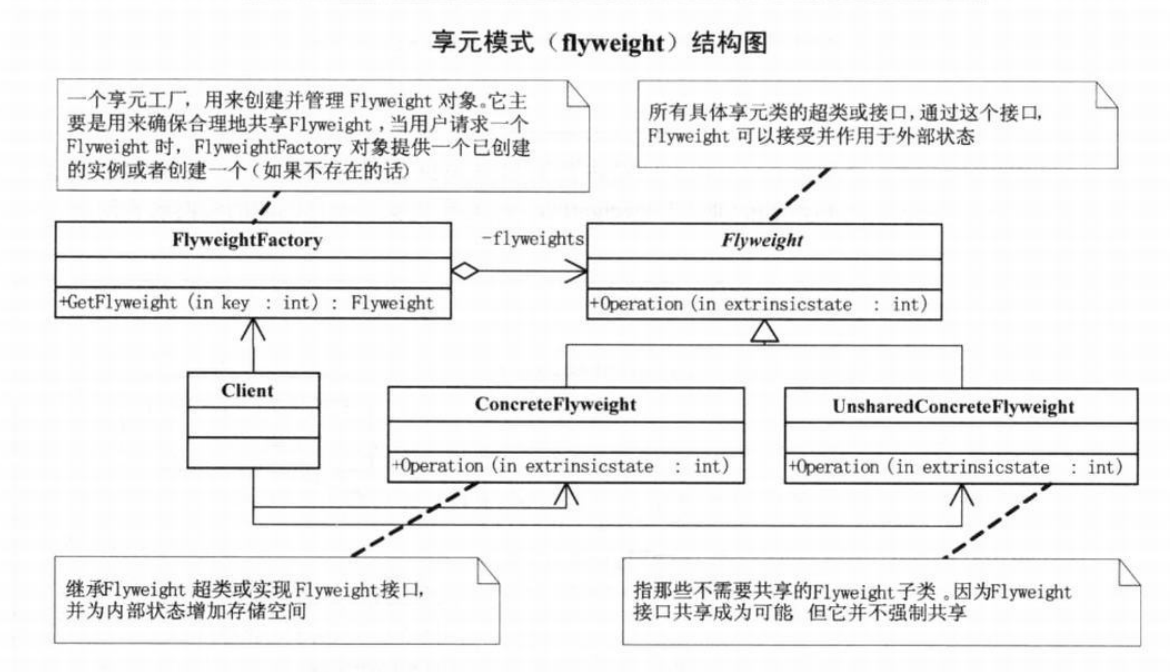 享元模式（flyweight）结构图
一个享元工厂，用来创建并管理 Flyweight 对象。它主
要是用来确保合理地共享Flyweight，当用户请求一个
Flyweight 时，FlyweightFactory 对象提供一个已创建
的实例或者创建一个（如果不存在的话）
所有具体享元类的超类或接口，通过这个接口，
Flyweight 可以接受并作用于外部状态
FlyweightFactory
+GetFlyweight (in key : int) : Flyweight
-flyweights
Flyweight
+Operation (in extrinsicstate : int)
Client
ConcreteFlyweight
+Operation (in extrinsicstate : int)
UnsharedConcreteFlyweight
+Operation (in extrinsicstate : int)
继承Flyweight 超类或实现 Flyweight接口，
并为内部状态增加存储空间
指那些不需要共享的Flyweight 子类。因为Flyweight
接口共享成为可能 但它并不强制共享